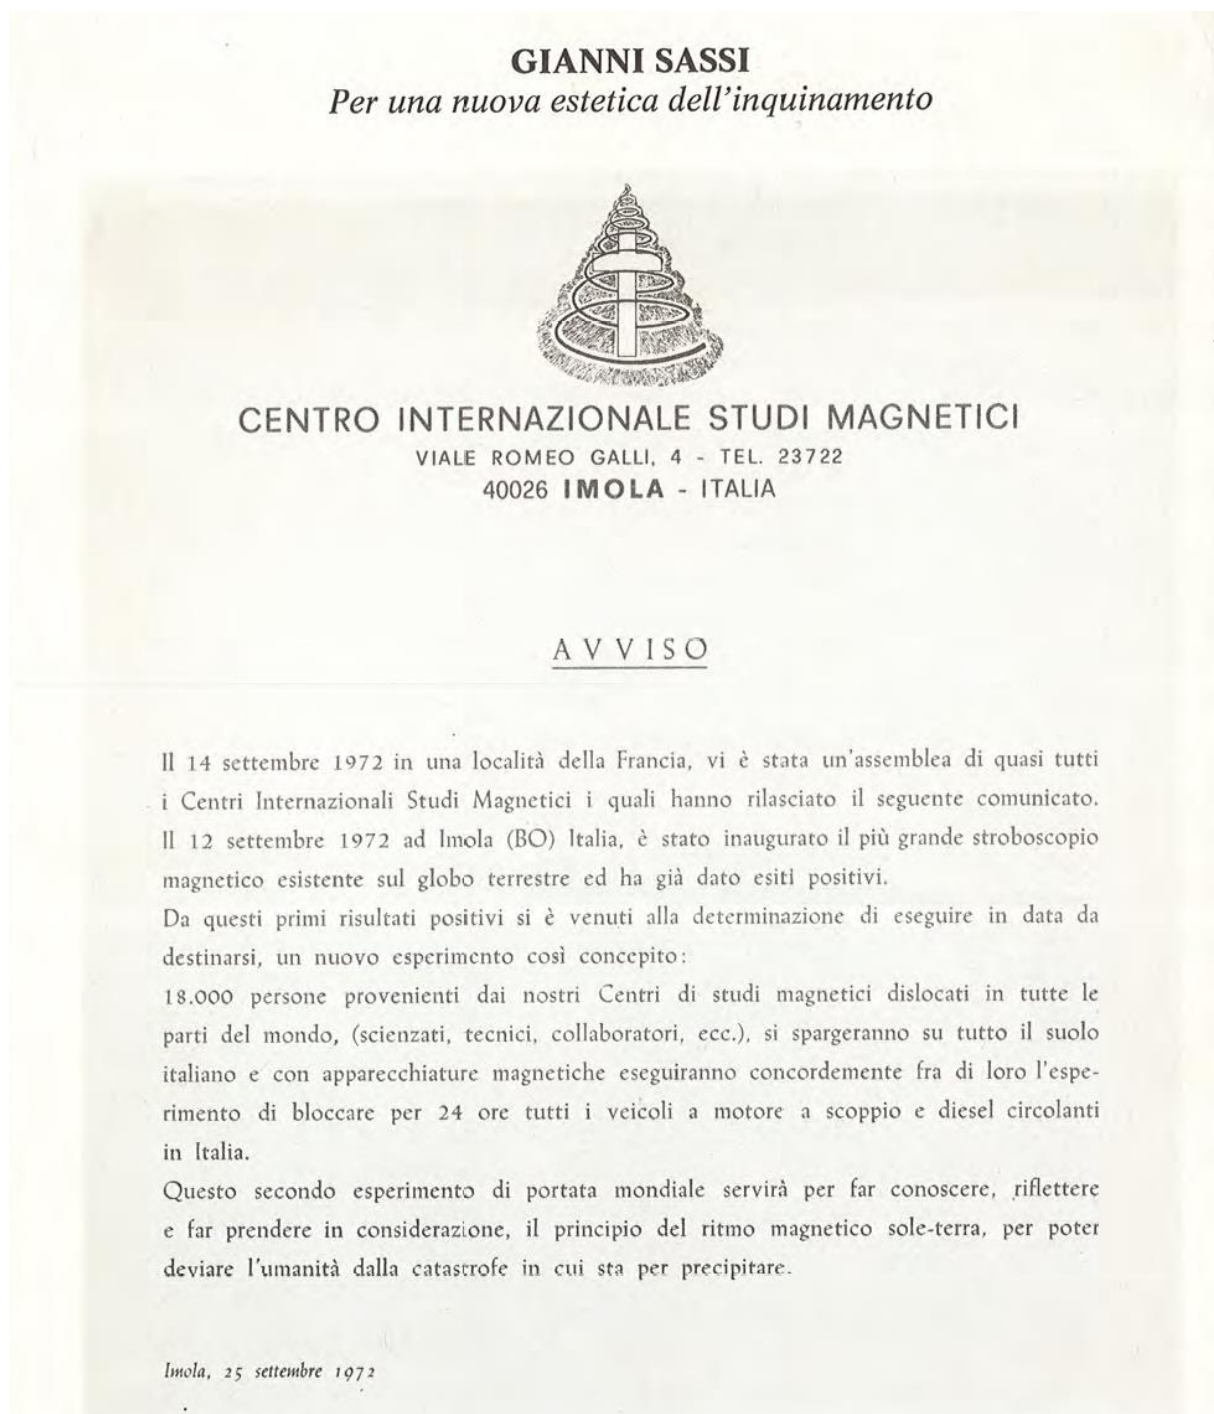 GIANNI SASSI
Per una nuova estetica dell'inquinamento
CENTRO INTERNAZIONALE STUDI MAGNETICI
VIALE ROMEO GALLI, 4 - TEL. 23722
40026 IMOLA - ITALIA
AVVISO
Il 14 settembre 1972 in una località della Francia, vi è stata un'assemblea di quasi tutti
i Centri Internazionali Studi Magnetici i quali hanno rilasciato il seguente comunicato.
Il 12 settembre 1972 ad Imola (BO) Italia, è stato inaugurato il più grande stroboscopio
magnetico esistente sul globo terrestre ed ha già dato esiti positivi.
Da questi primi risultati positivi si è venuti alla determinazione di eseguire in data da
destinarsi, un nuovo esperimento così concepito:
18.000 persone provenienti dai nostri Centri di studi magnetici dislocati in tutte le
parti del mondo, (scienzati, tecnici, collaboratori, ecc.), si spargeranno su tutto il suolo
italiano e con apparecchiature magnetiche eseguiranno concordemente fra di loro l'espe-
rimento di bloccare per 24 ore tutti i veicoli a motore a scoppio e diesel circolanti
in Italia.
Questo secondo esperimento di portata mondiale servirà per far conoscere, riflettere
e far prendere in considerazione, il principio del ritmo magnetico sole-terra, per poter
deviare l'umanità dalla catastrofe in cui sta per precipitare.
Imola, 25 settembre 1972